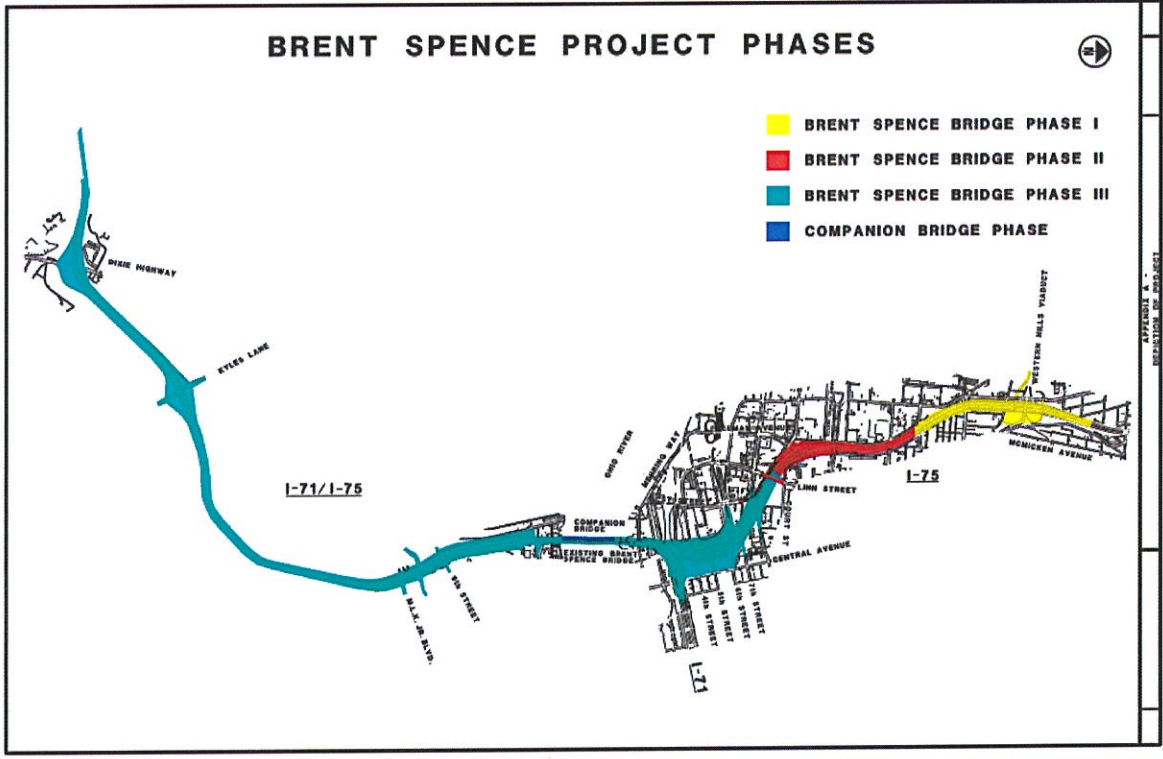 BRENT SPENCE PROJECT PHASES
N
BRENT SPENCE BRIDGE PHASE I
BRENT SPENCE BRIDGE PHASE II
BRENT SPENCE BRIDGE PHASE III
COMPANION BRIDGE PHASE
DIXIE HIGHWAY
KYLES LANE
I-71/I-75
M.L.K. JR. BLVD.
9th STREET
COMPANION
BRIDGE
EXISTING BRENT
SPENCE BRIDGE
OHIO RIVER
MEHRING WAY
LINN STREET
COURT ST
CENTRAL AVENUE
4th STREET
5th STREET
6th STREET
7th STREET
I-71
I-75
WESTERN HILLS VIADUCT
MCMICKEN AVENUE
APPENDIX A -
DEPICTION OF PROJECT